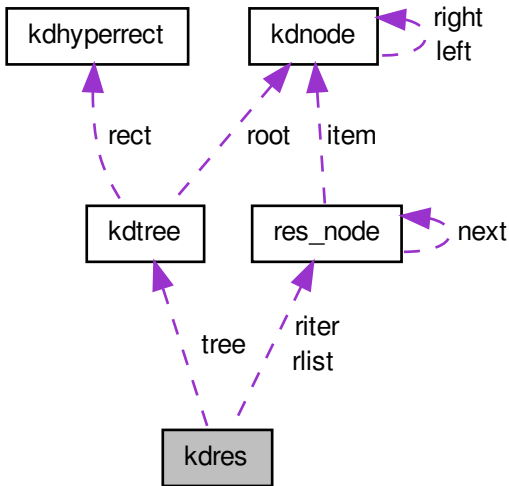 kdhyperrect
kdnode
right
left
rect
root
item
kdtree
res_node
next
tree
riter
rlist
kdres